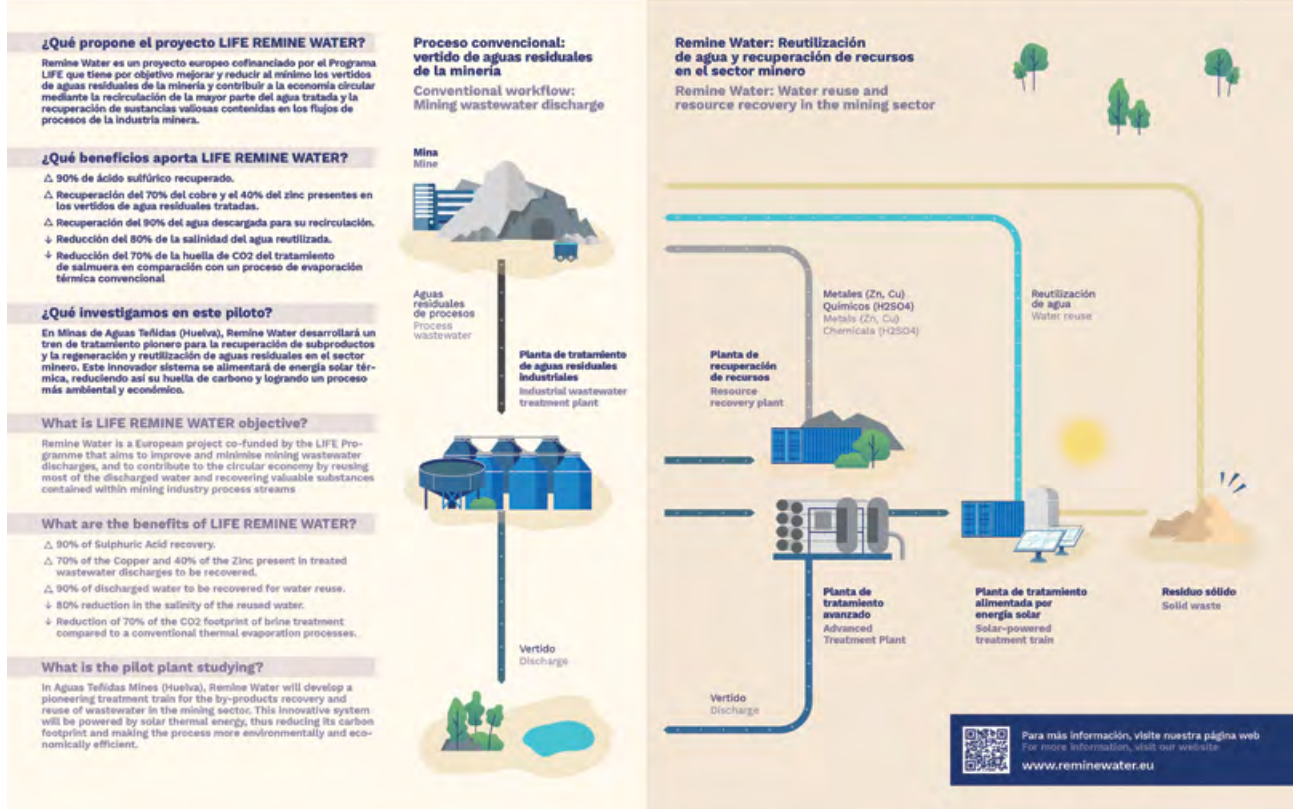 ¿Qué propone el proyecto LIFE REMINE WATER?
Remine Water es un proyecto europeo cofinanciado por el Programa
LIFE que tiene por objetivo mejorar y reducir al mínimo los vertidos
de aguas residuales de la minería y contribuir a la economía circular
mediante la recirculación de la mayor parte del agua tratada y la
recuperación de sustancias valiosas contenidas en los flujos de
procesos de la industria minera.
¿Qué beneficios aporta LIFE REMINE WATER?
△ 90% de ácido sulfúrico recuperado.
△ Recuperación del 70% del cobre y el 40% del zinc presentes en
los vertidos de agua residuales tratadas.
△ Recuperación del 90% del agua descargada para su recirculación.
↓ Reducción del 80% de la salinidad del agua reutilizada.
↓ Reducción del 70% de la huella de CO2 del tratamiento
de salmuera en comparación con un proceso de evaporación
térmica convencional
¿Qué investigamos en este piloto?
En Minas de Aguas Teñidas (Huelva), Remine Water desarrollará un
tren de tratamiento pionero para la recuperación de subproductos
y la regeneración y reutilización de aguas residuales en el sector
minero. Este innovador sistema se alimentará de energía solar tér-
mica, reduciendo así su huella de carbono y logrando un proceso
más ambiental y económico.
What is LIFE REMINE WATER objective?
Remine Water is a European project co-funded by the LIFE Pro-
gramme that aims to improve and minimise mining wastewater
discharges, and to contribute to the circular economy by reusing
most of the discharged water and recovering valuable substances
contained within mining industry process streams
What are the benefits of LIFE REMINE WATER?
△ 90% of Sulphuric Acid recovery.
△ 70% of the Copper and 40% of the Zinc present in treated
wastewater discharges to be recovered.
△ 90% of discharged water to be recovered for water reuse.
↓ 80% reduction in the salinity of the reused water.
↓ Reduction of 70% of the CO2 footprint of brine treatment
compared to a conventional thermal evaporation processes.
What is the pilot plant studying?
In Aguas Teñidas Mines (Huelva), Remine Water will develop a
pioneering treatment train for the by-products recovery and
reuse of wastewater in the mining sector. This innovative system
will be powered by solar thermal energy, thus reducing its carbon
footprint and making the process more environmentally and eco-
nomically efficient.
Proceso convencional:
vertido de aguas residuales
de la minería
Conventional workflow:
Mining wastewater discharge
Mina
Mine
Aguas
residuales
de procesos
Process
wastewater
Planta de tratamiento
de aguas residuales
industriales
Industrial wastewater
treatment plant
Vertido
Discharge
Remine Water: Reutilización
de agua y recuperación de recursos
en el sector minero
Remine Water: Water reuse and
resource recovery in the mining sector
Metales (Zn, Cu)
Químicos (H2SO4)
Metals (Zn, Cu)
Chemicals (H2SO4)
Reutilización
de agua
Water reuse
Planta de
recuperación
de recursos
Resource
recovery plant
Planta de
tratamiento
avanzado
Advanced
Treatment Plant
Planta de tratamiento
alimentada por
energía solar
Solar-powered
treatment train
Residuo sólido
Solid waste
Vertido
Discharge
Para más información, visite nuestra página web
For more information, visit our website
www.reminewater.eu